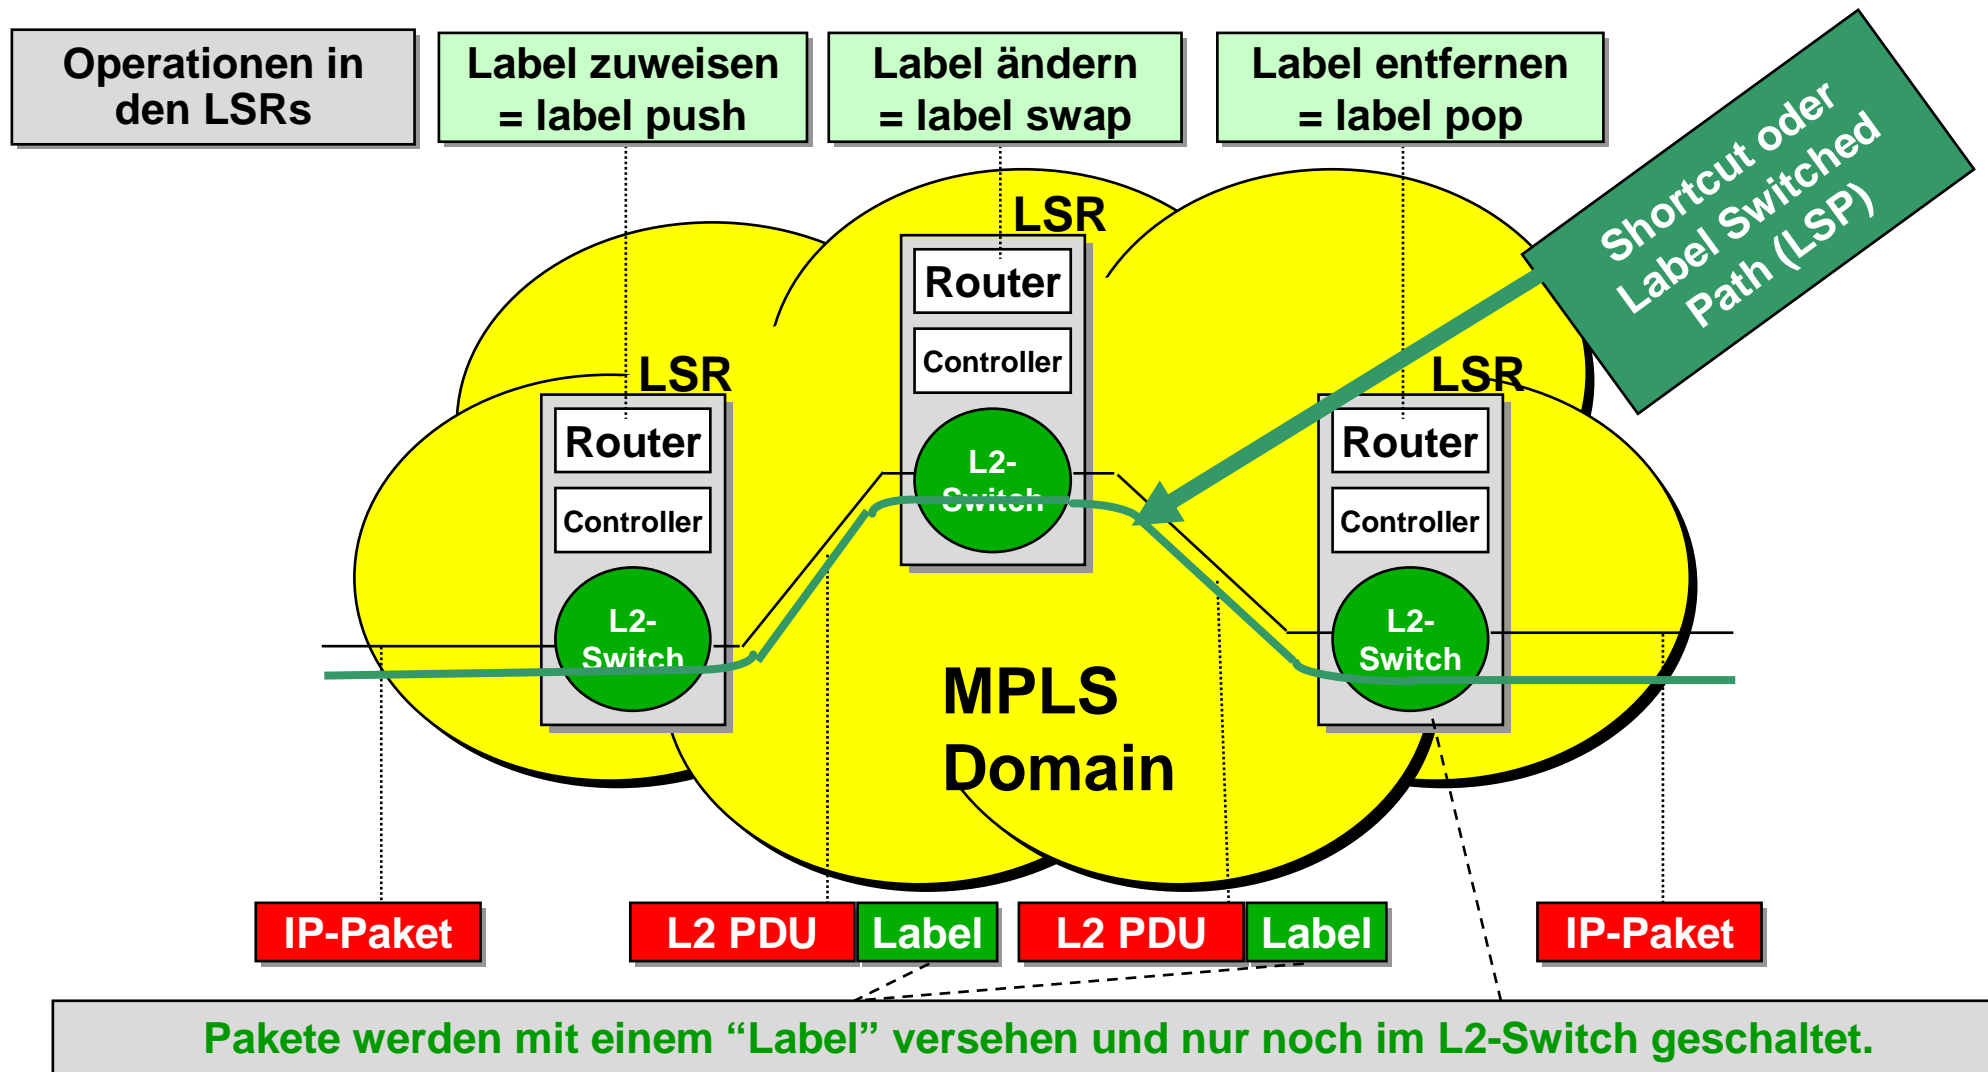 Operationen in
den LSRs
Label zuweisen
= label push
Label ändern
= label swap
Label entfernen
= label pop
Shortcut oder
Label Switched
Path (LSP)
LSR
Router
Controller
L2-
Switch
LSR
Router
Controller
L2-
Switch
LSR
Router
Controller
L2-
Switch
MPLS
Domain
IP-Paket
L2 PDU
Label
L2 PDU
Label
IP-Paket
Pakete werden mit einem “Label” versehen und nur noch im L2-Switch geschaltet.